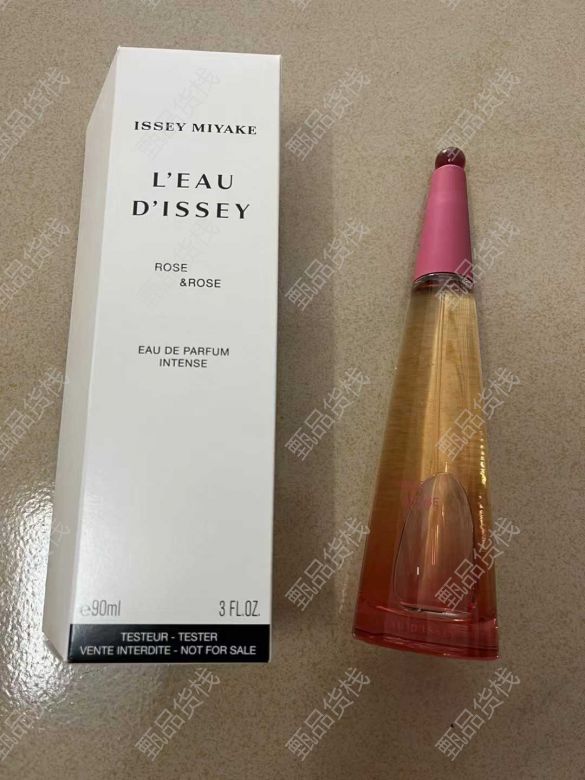 ISSEY MIYAKE
L'EAU
D'ISSEY
ROSE
&ROSE
EAU DE PARFUM
INTENSE
e90ml 3 FL.OZ.
TESTEUR - TESTER
VENTE INTERDITE - NOT FOR SALE
甄品货栈